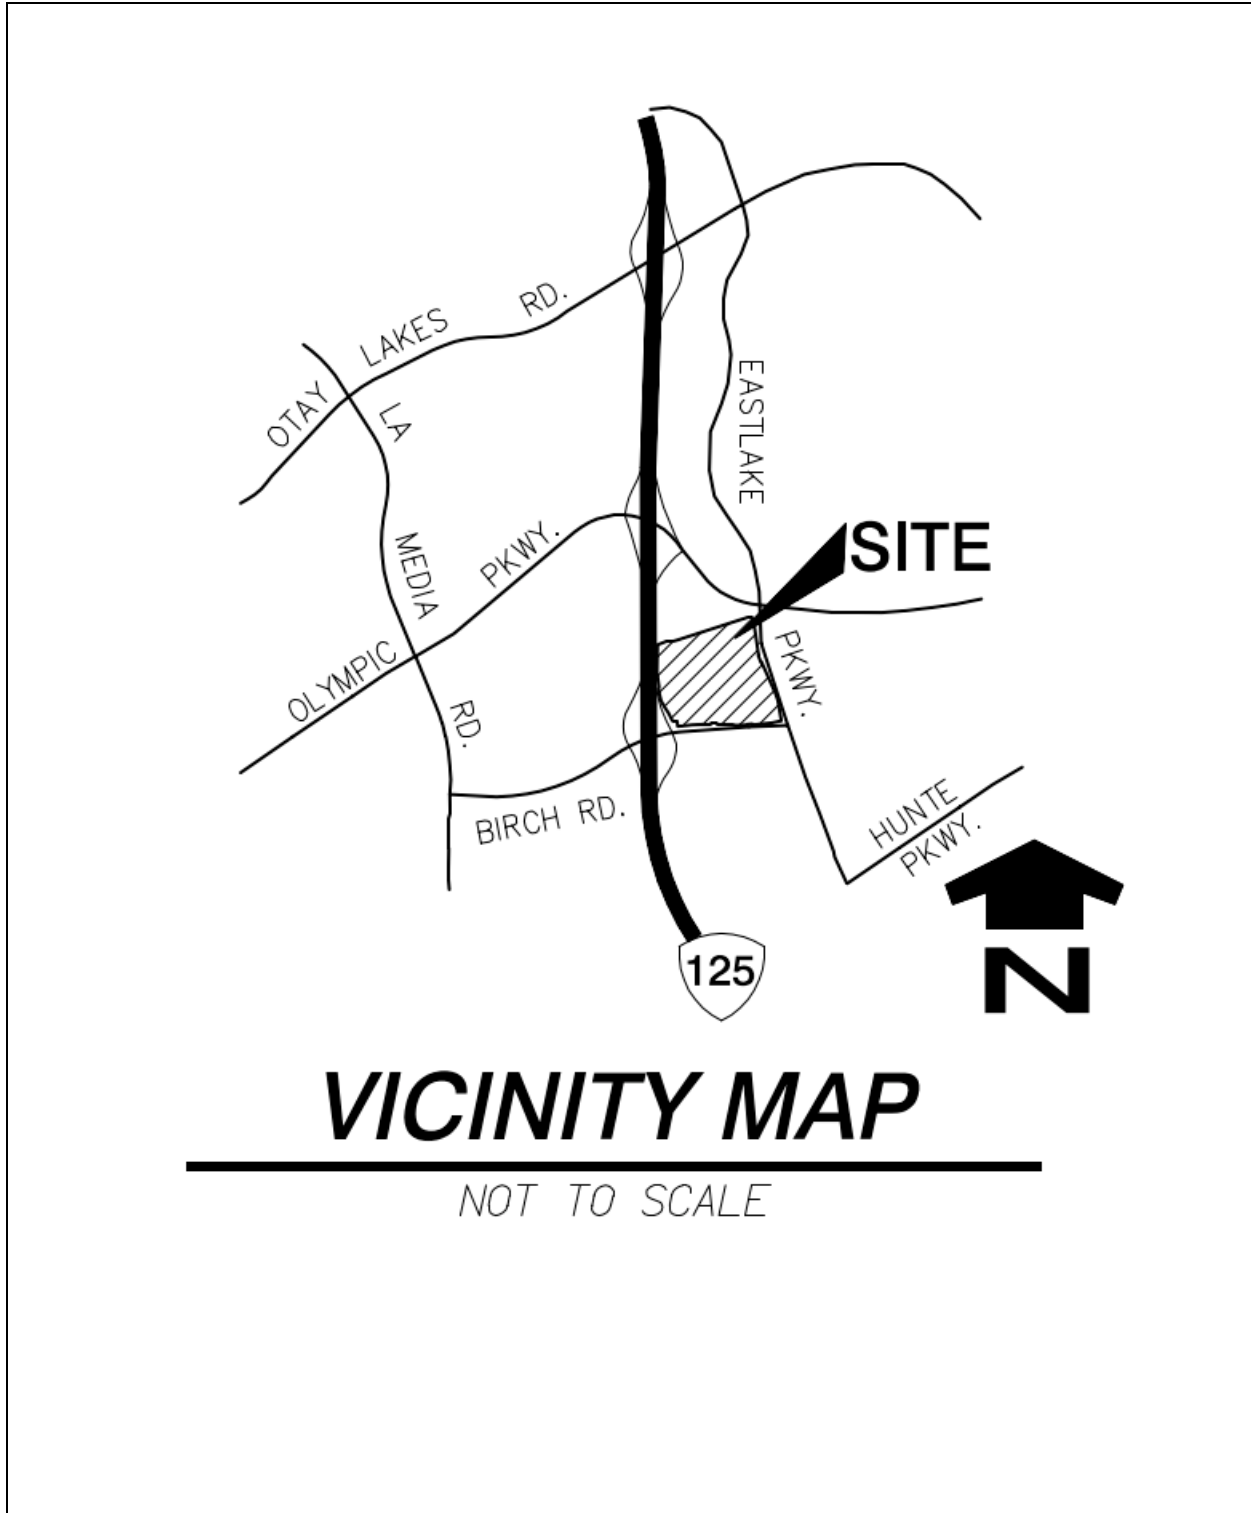 OTAY LAKES RD.
LA MEDIA RD.
EASTLAKE PKWY.
SITE
OLYMPIC PKWY.
BIRCH RD.
HUNTE
PKWY.
125
N
VICINITY MAP
NOT TO SCALE